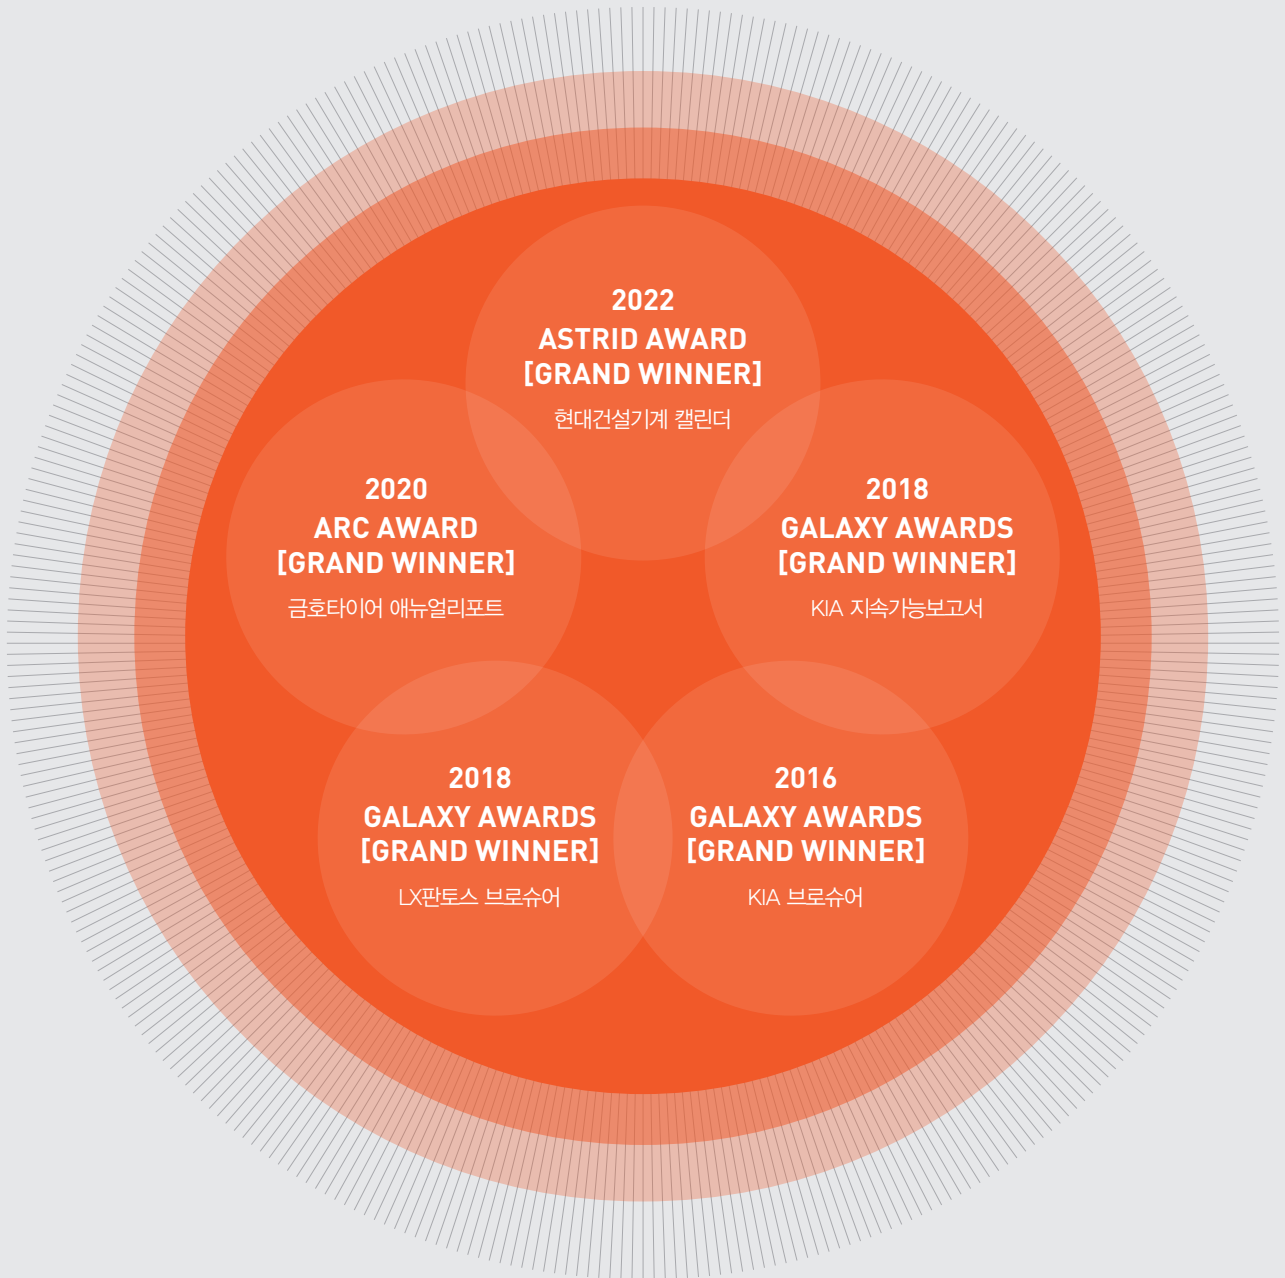 2022
ASTRID AWARD
[GRAND WINNER]
현대건설기계 캘린더
2020
ARC AWARD
[GRAND WINNER]
금호타이어 애뉴얼리포트
2018
GALAXY AWARDS
[GRAND WINNER]
KIA 지속가능보고서
2018
GALAXY AWARDS
[GRAND WINNER]
LX판토스 브로슈어
2016
GALAXY AWARDS
[GRAND WINNER]
KIA 브로슈어